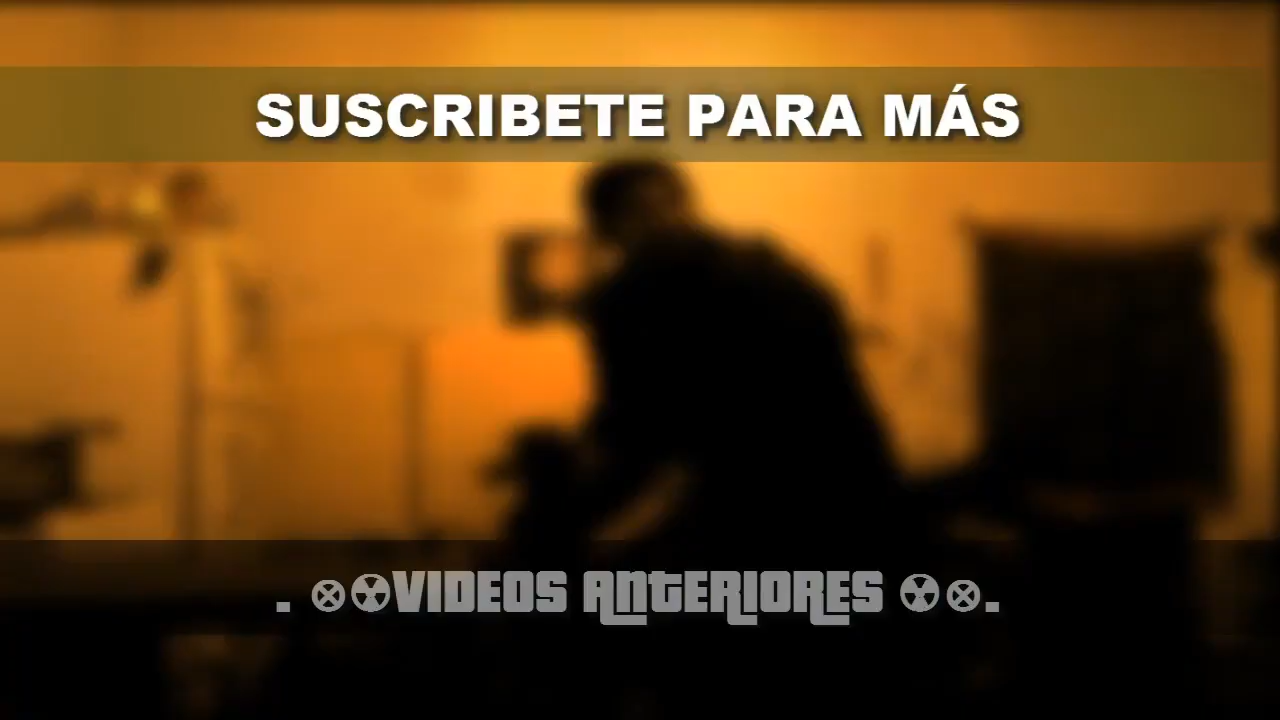 SUSCRIBETE PARA MÁS
. ⊗☢VIDEOS ANTERIORES ☢⊗.